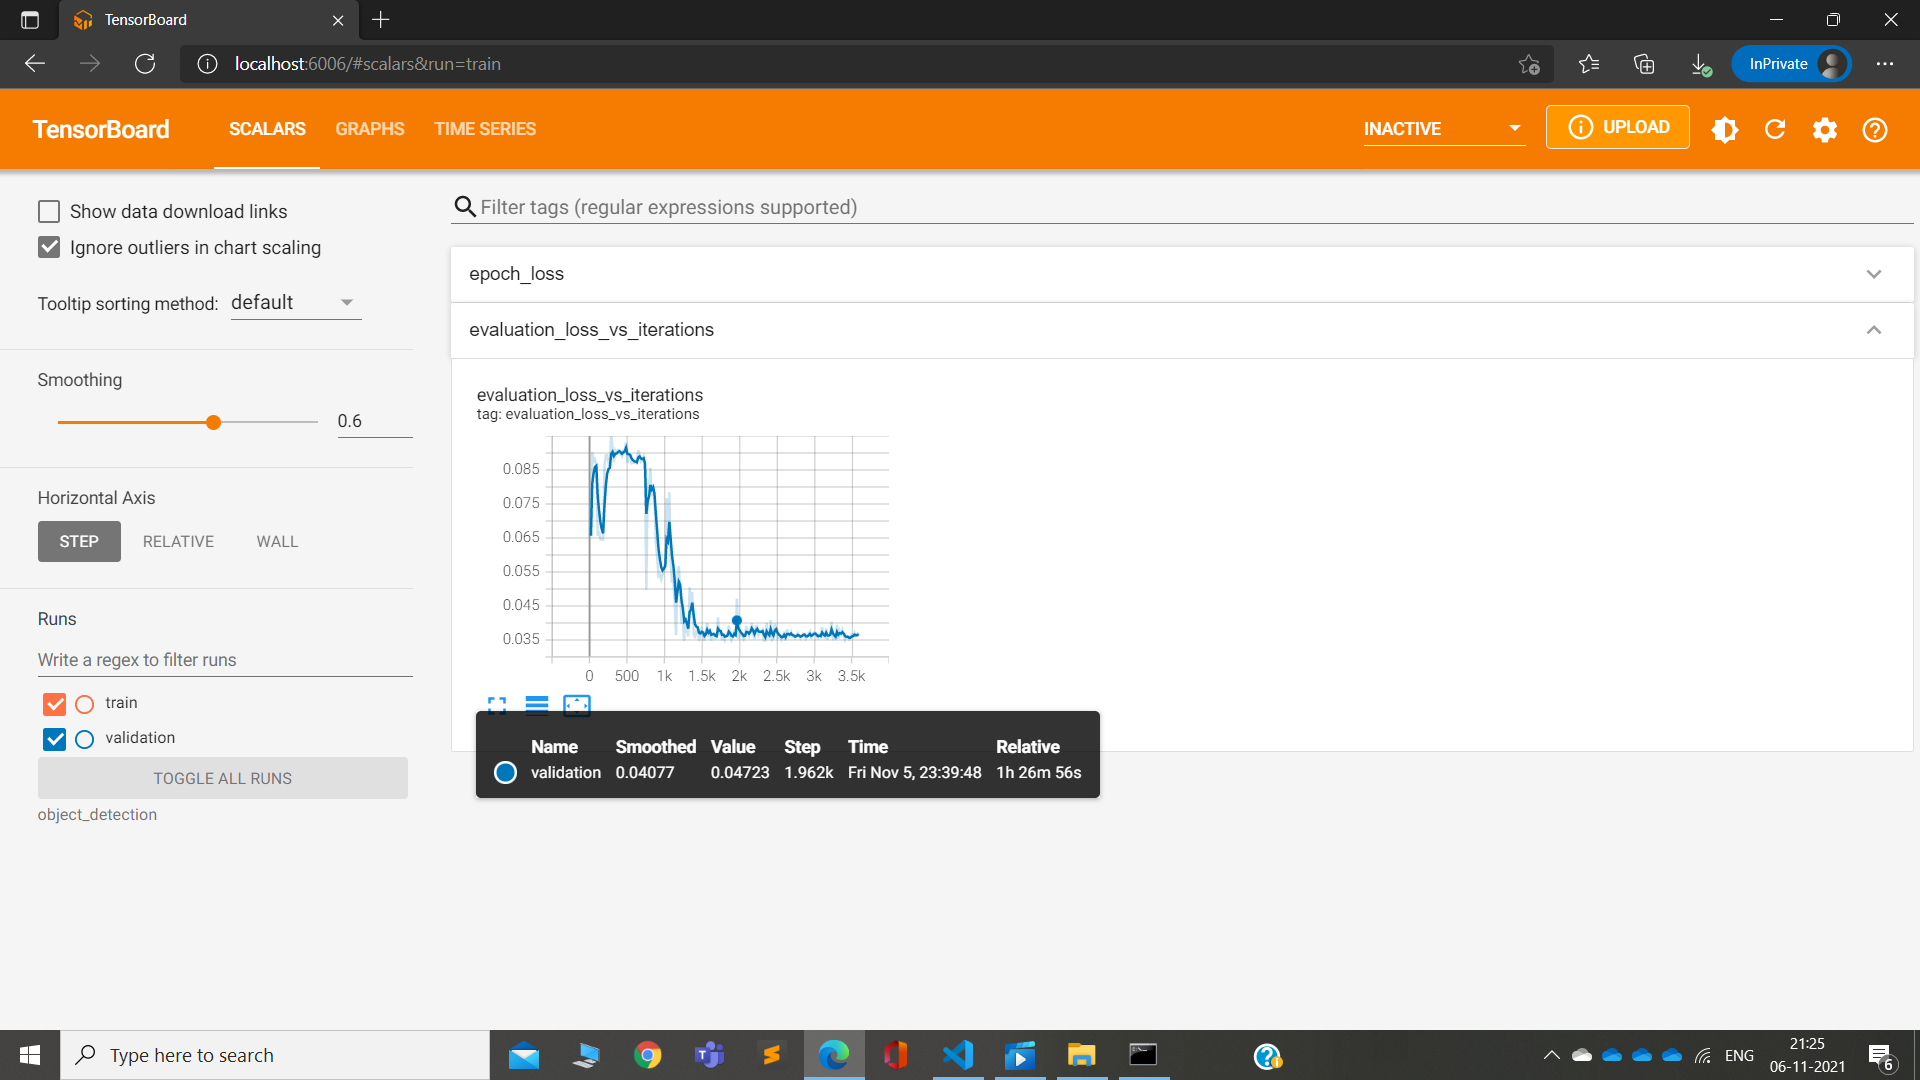 TensorBoard
localhost:6006/#scalars&run=train
InPrivate
TensorBoard
SCALARS
GRAPHS
TIME SERIES
INACTIVE
UPLOAD
Show data download links
Ignore outliers in chart scaling
Tooltip sorting method: default
Smoothing
0.6
Horizontal Axis
STEP
RELATIVE
WALL
Runs
Write a regex to filter runs
train
validation
TOGGLE ALL RUNS
object_detection
Filter tags (regular expressions supported)
epoch_loss
evaluation_loss_vs_iterations
evaluation_loss_vs_iterations
tag: evaluation_loss_vs_iterations
0.085
0.075
0.065
0.055
0.045
0.035
0 500 1k 1.5k 2k 2.5k 3k 3.5k
Name Smoothed Value Step Time Relative
validation 0.04077 0.04723 1.962k Fri Nov 5, 23:39:48 1h 26m 56s
Type here to search
ENG
21:25
06-11-2021
6